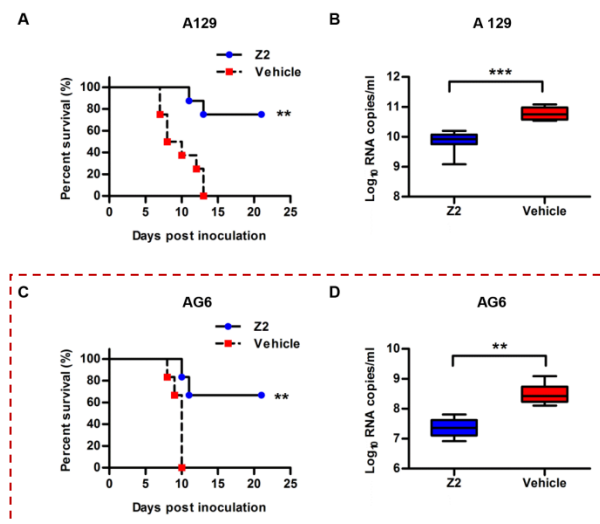 A
A129
Z2
Vehicle
Percent survival (%)
100
80
60
40
20
0
**
0
5
10
15
20
25
Days post inoculation
B
A 129
***
Log10 RNA copies/ml
11
10
9
8
Z2
Vehicle
C
AG6
Z2
Vehicle
Percent survival (%)
100
80
60
40
20
0
**
0
5
10
15
20
25
Days post inoculation
D
AG6
**
Log10 RNA copies/ml
10
9
8
7
6
Z2
Vehicle